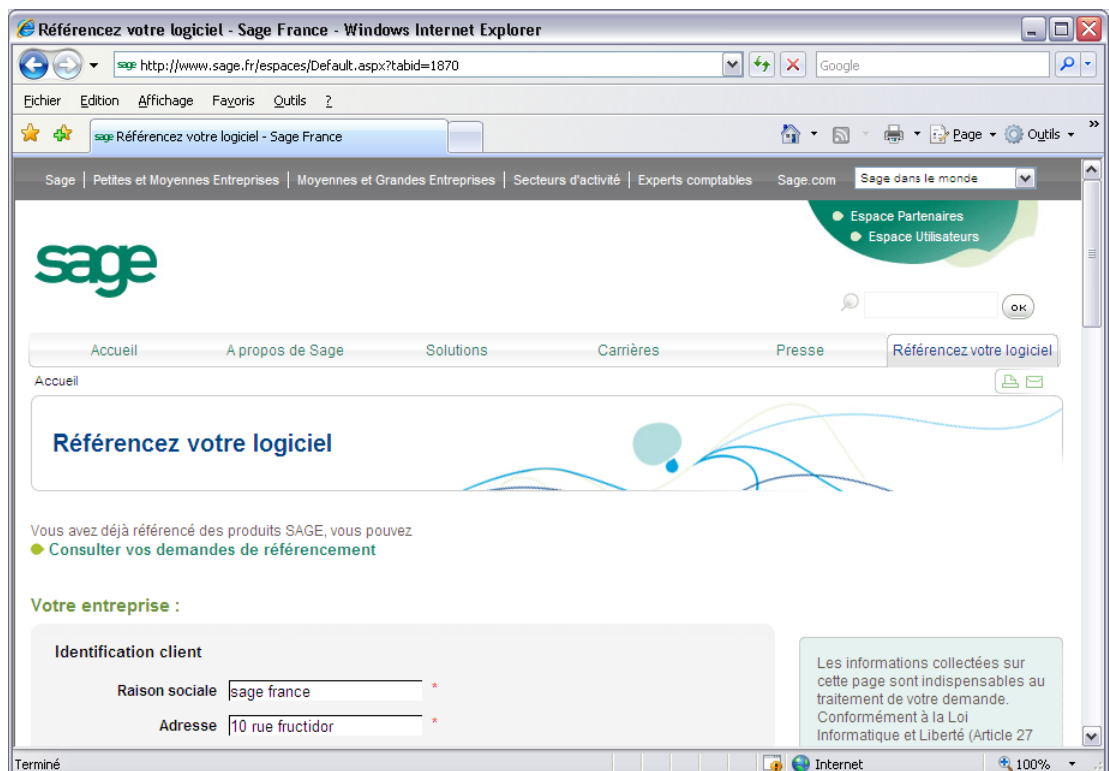 Référencez votre logiciel - Sage France - Windows Internet Explorer
sage http://www.sage.fr/espaces/Default.aspx?tabid=1870
Google
Fichier Edition Affichage Favoris Outils ?
sage Référencez votre logiciel - Sage France
Page Outils »
Sage | Petites et Moyennes Entreprises | Moyennes et Grandes Entreprises | Secteurs d'activité | Experts comptables Sage.com Sage dans le monde
Espace Partenaires
Espace Utilisateurs
sage
OK
Accueil A propos de Sage Solutions Carrières Presse Référencez votre logiciel
Accueil
Référencez votre logiciel
Vous avez déjà référencé des produits SAGE, vous pouvez
Consulter vos demandes de référencement
Votre entreprise :
Identification client
Raison sociale sage france *
Adresse 10 rue fructidor *
Les informations collectées sur
cette page sont indispensables au
traitement de votre demande.
Conformément à la Loi
Informatique et Liberté (Article 27
Terminé Internet 100%